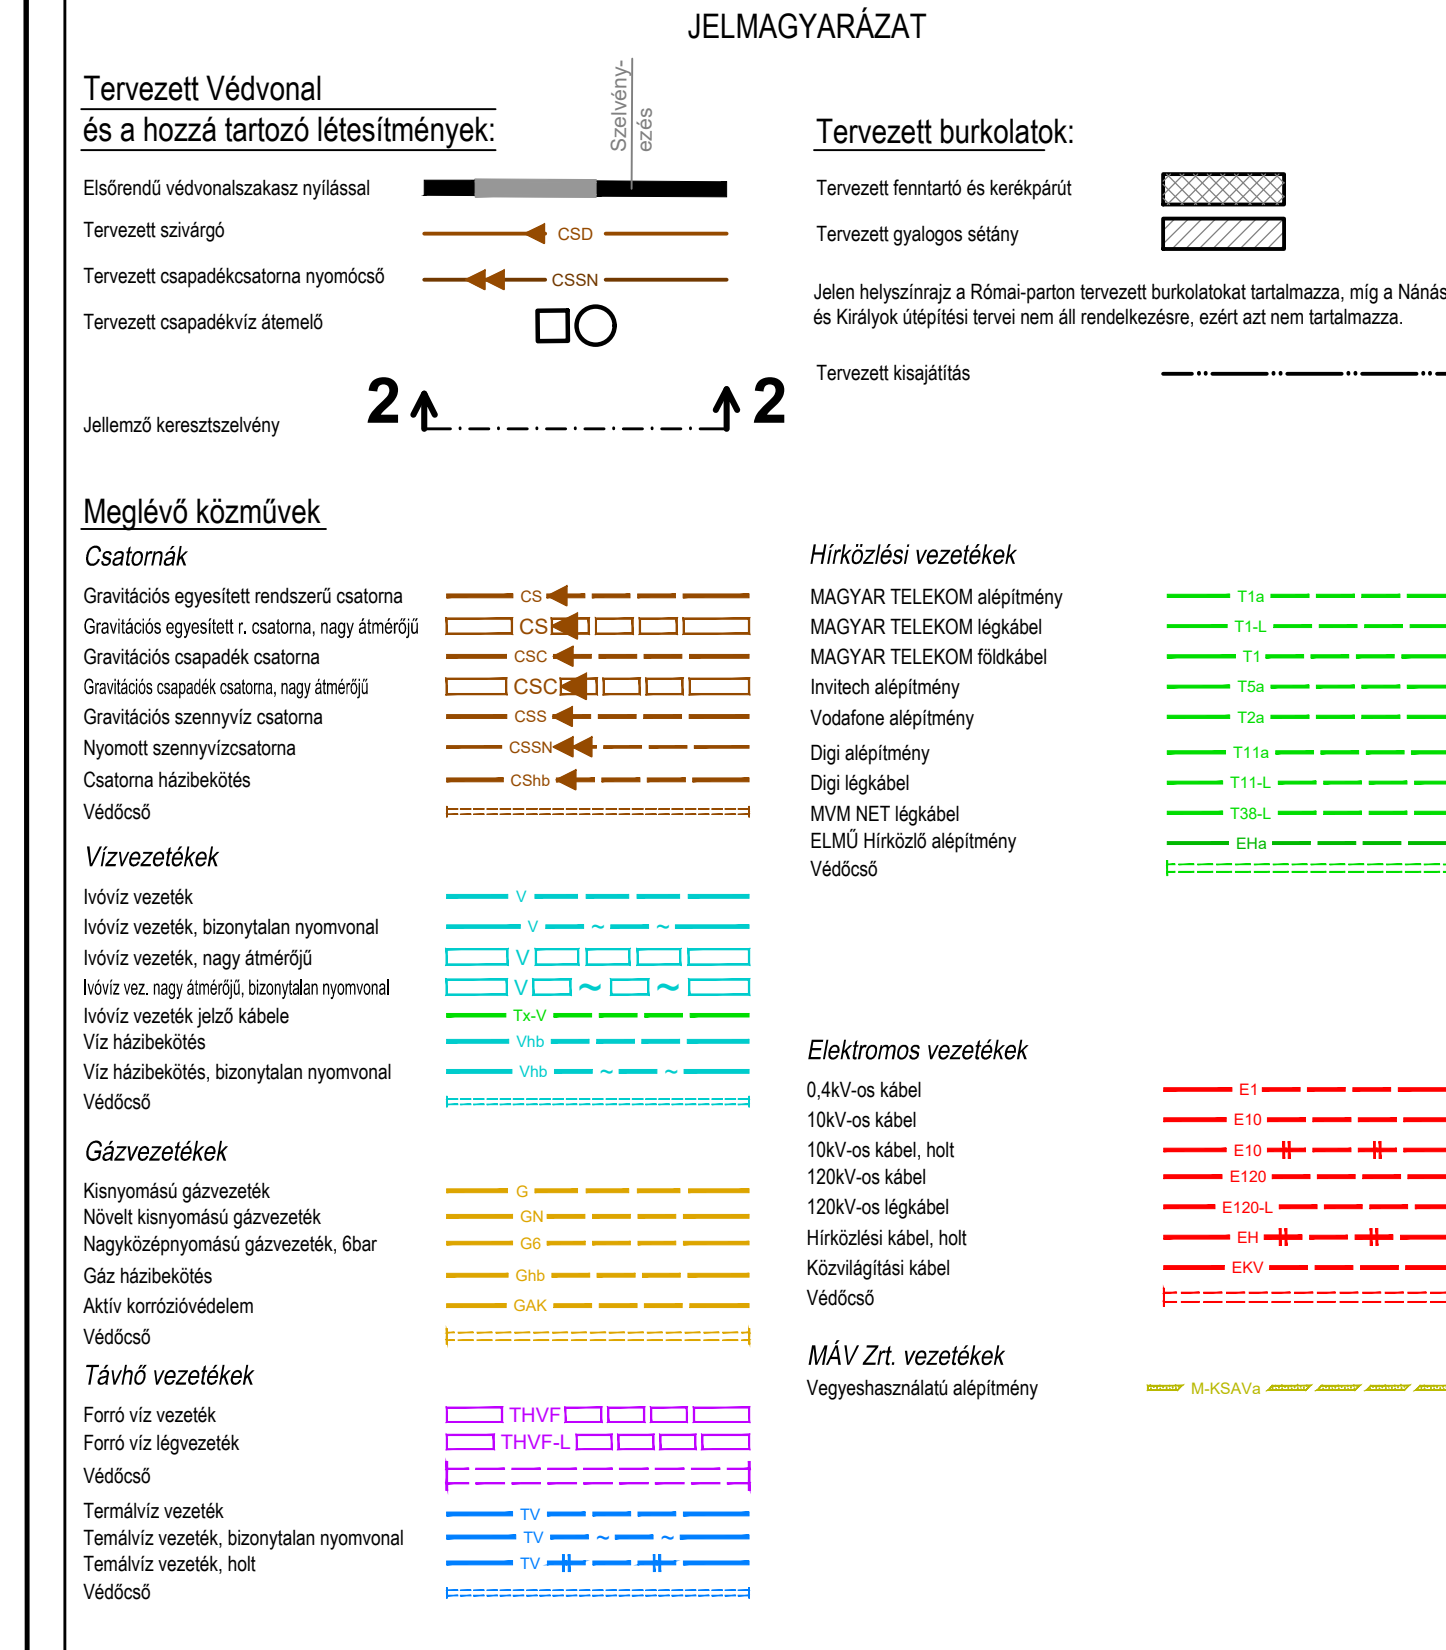 JELMAGYARÁZAT
Tervezett Védvonal
és a hozzá tartozó létesítmények:
Szelvény-
ezés
Elsőrendű védvonalszakasz nyílással
Tervezett szivárgó CSD
Tervezett csapadékcsatorna nyomócső CSSN
Tervezett csapadékvíz átemelő
2 2
Jellemző keresztszelvény
Tervezett burkolatok:
Tervezett fenntartó és kerékpárút
Tervezett gyalogos sétány
Jelen helyszínrajz a Római-parton tervezett burkolatokat tartalmazza, míg a Nánás
és Királyok útépítési tervei nem áll rendelkezésre, ezért azt nem tartalmazza.
Tervezett kisajátítás
Meglévő közművek
Csatornák
Gravitációs egyesített rendszerű csatorna CS
Gravitációs egyesített r. csatorna, nagy átmérőjű CS
Gravitációs csapadék csatorna CSC
Gravitációs csapadék csatorna, nagy átmérőjű CSC
Gravitációs szennyvíz csatorna CSS
Nyomott szennyvízcsatorna CSSN
Csatorna házibekötés CShb
Védőcső
Vízvezetékek
Ivóvíz vezeték V
Ivóvíz vezeték, bizonytalan nyomvonal V ~ ~
Ivóvíz vezeték, nagy átmérőjű V
Ivóvíz vez. nagy átmérőjű, bizonytalan nyomvonal V ~ ~
Ivóvíz vezeték jelző kábele Tx-V
Víz házibekötés Vhb
Víz házibekötés, bizonytalan nyomvonal Vhb ~ ~
Védőcső
Gázvezetékek
Kisnyomású gázvezeték G
Növelt kisnyomású gázvezeték GN
Nagyközépnyomású gázvezeték, 6bar G6
Gáz házibekötés Ghb
Aktív korrózióvédelem GAK
Védőcső
Távhő vezetékek
Forró víz vezeték THVF
Forró víz légvezeték THVF-L
Védőcső
Termálvíz vezeték TV
Temálvíz vezeték, bizonytalan nyomvonal TV ~ ~
Temálvíz vezeték, holt TV
Védőcső
Hírközlési vezetékek
MAGYAR TELEKOM alépítmény T1a
MAGYAR TELEKOM légkábel T1-L
MAGYAR TELEKOM földkábel T1
Invitech alépítmény T5a
Vodafone alépítmény T2a
Digi alépítmény T11a
Digi légkábel T11-L
MVM NET légkábel T38-L
ELMŰ Hírközlő alépítmény EHa
Védőcső
Elektromos vezetékek
0,4kV-os kábel E1
10kV-os kábel E10
10kV-os kábel, holt E10
120kV-os kábel E120
120kV-os légkábel E120-L
Hírközlési kábel, holt EH
Közvilágítási kábel EKV
Védőcső
MÁV Zrt. vezetékek
Vegyeshasználatú alépítmény M-KSAVa